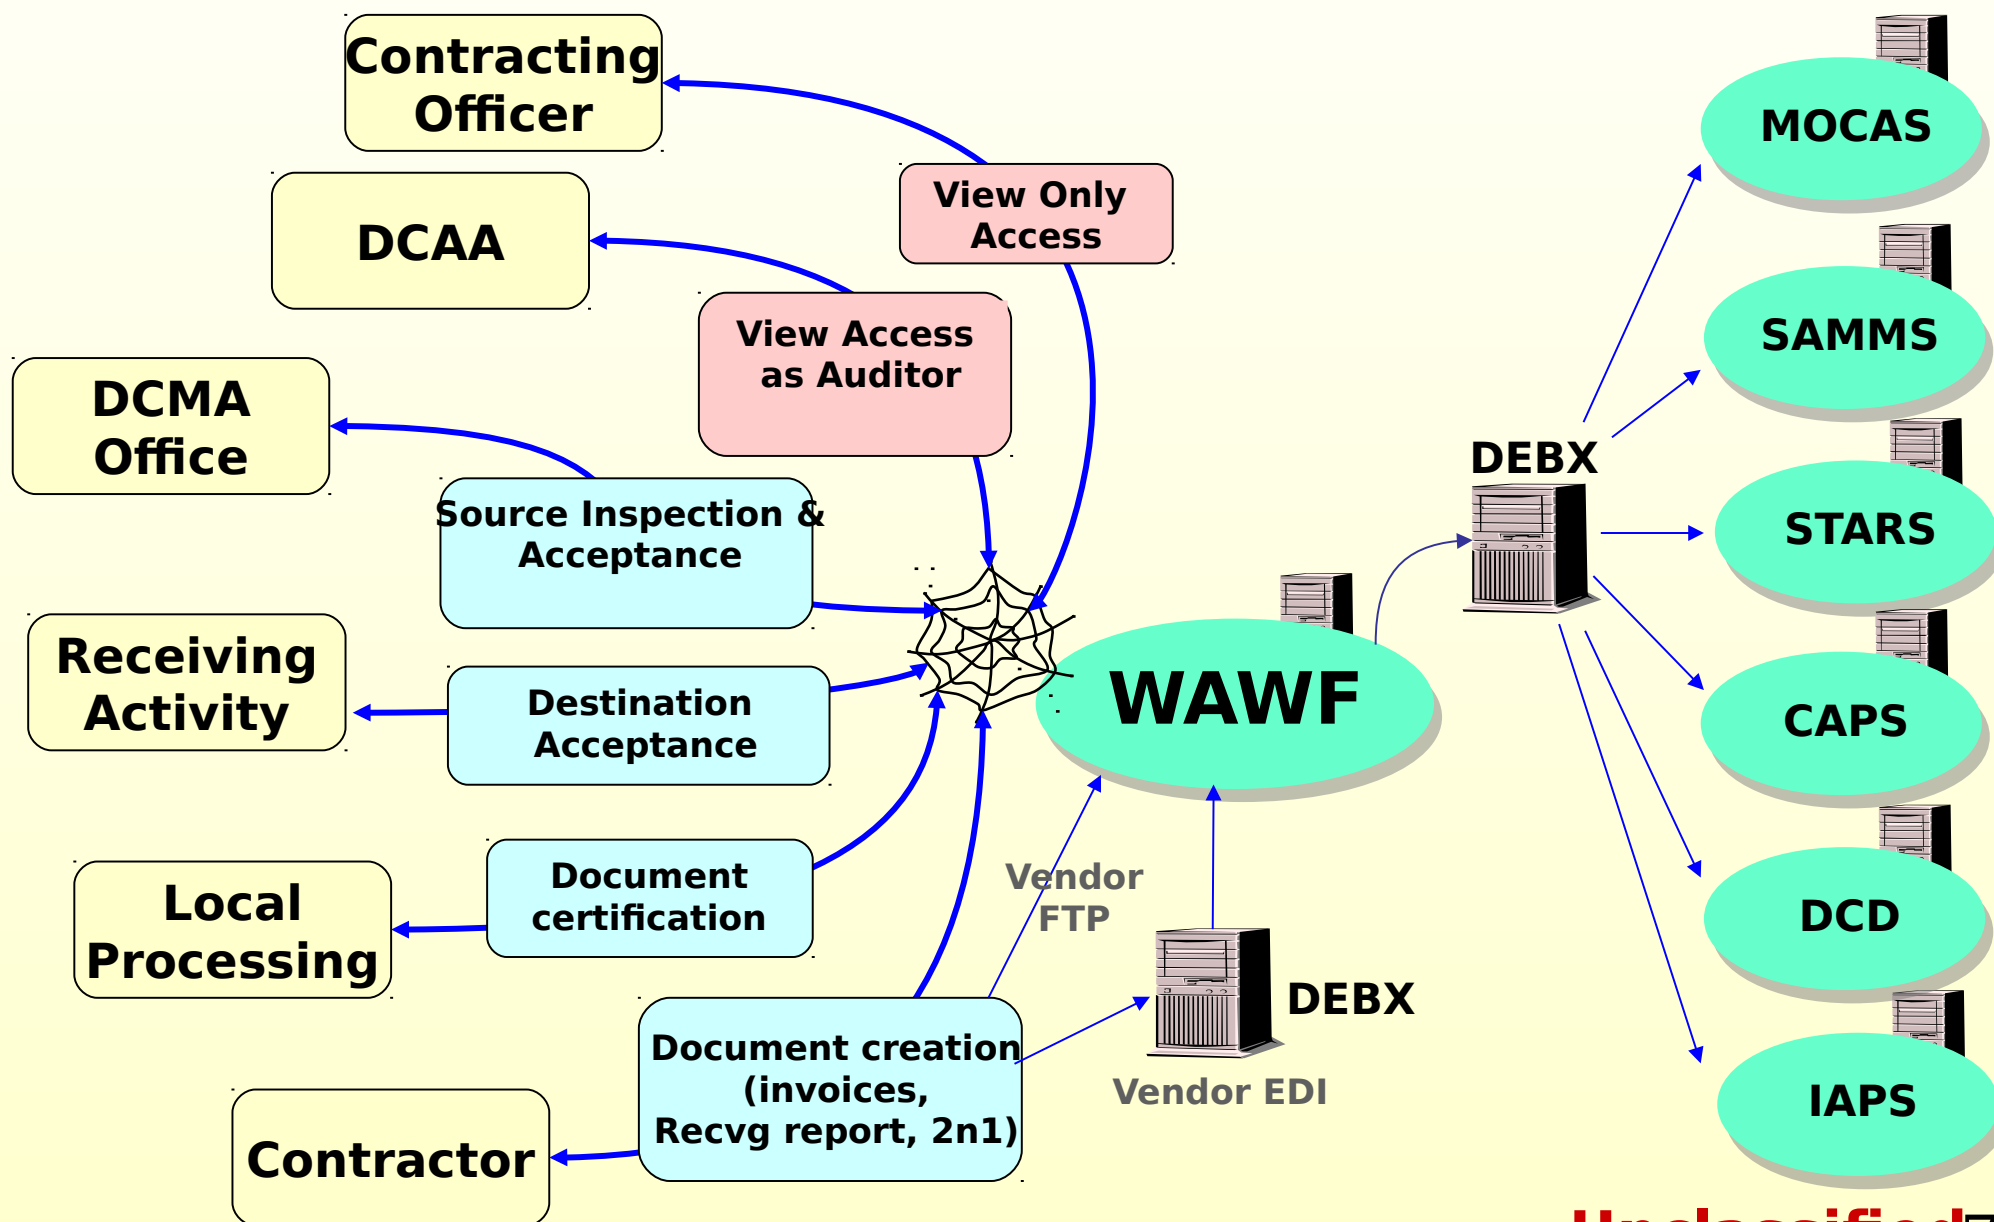 Contracting
Officer
DCAA
DCMA
Office
Receiving
Activity
Local
Processing
Contractor
View Only
Access
View Access
as Auditor
Source Inspection &
Acceptance
Destination
Acceptance
Document
certification
Document creation
(invoices,
Recvg report, 2n1)
WAWF
Vendor
FTP
DEBX
Vendor EDI
DEBX
MOCAS
SAMMS
STARS
CAPS
DCD
IAPS
Unclassified